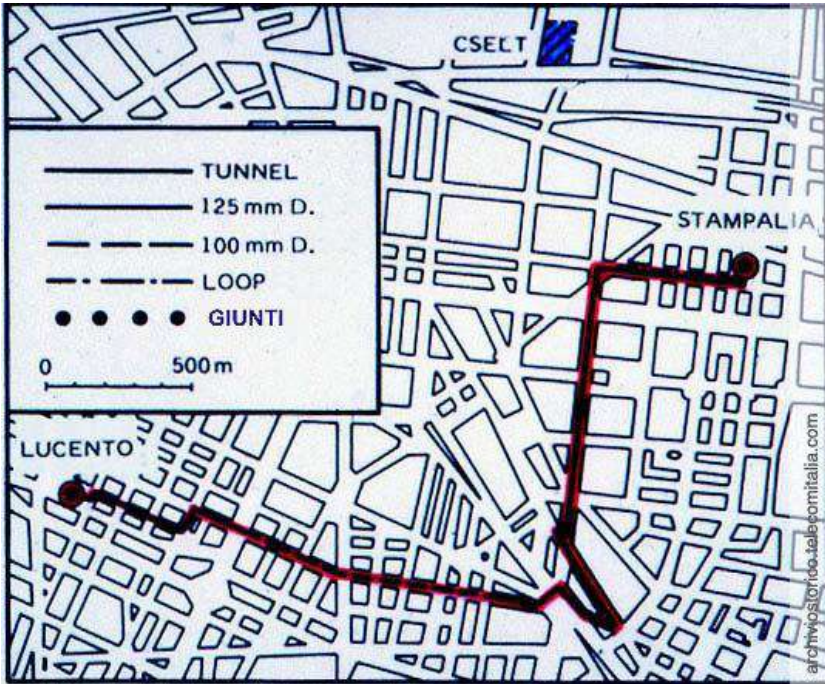 CSELT
TUNNEL
125 mm D.
100 mm D.
LOOP
GIUNTI
0 500m
STAMPALIA
LUCENTO
archiviostorico.telecomitalia.com